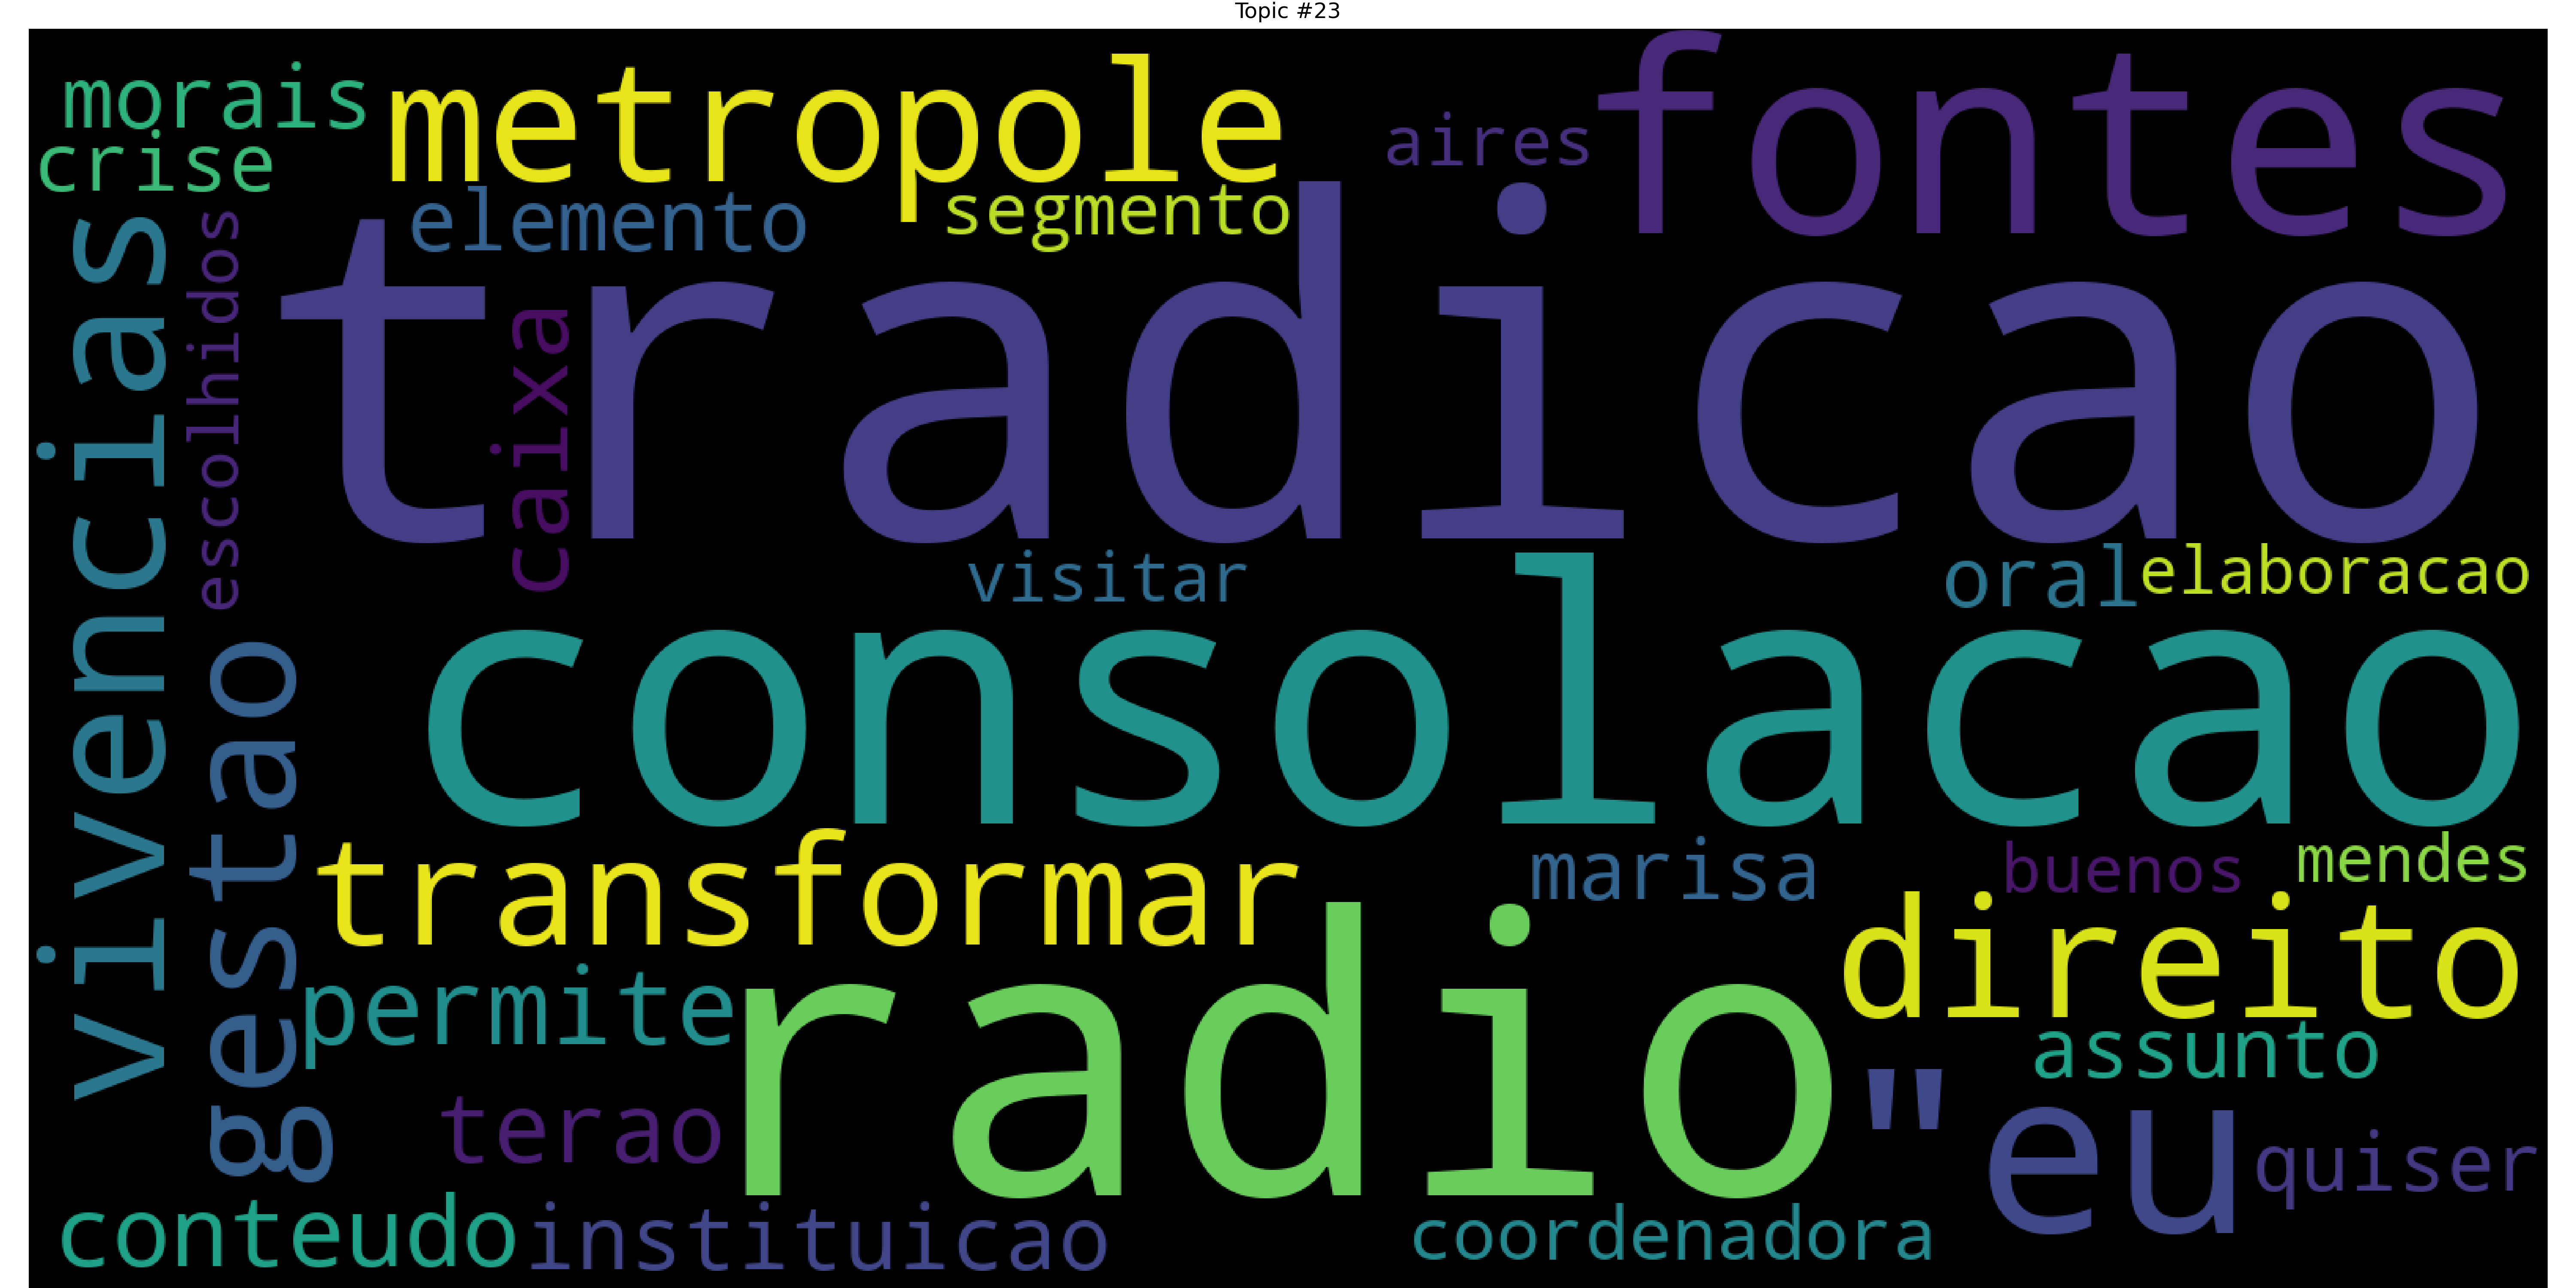 Topic #23
morais
metropole
aires
fontes
crise
elemento
segmento
tradicao
vivencias
escolhidos
caixa
visitar
oral
elaboracao
gestao
consolacao
transformar
marisa
buenos
mendes
direito
permite
radio
assunto
terao
"eu
quiser
conteudo
instituicao
coordenadora